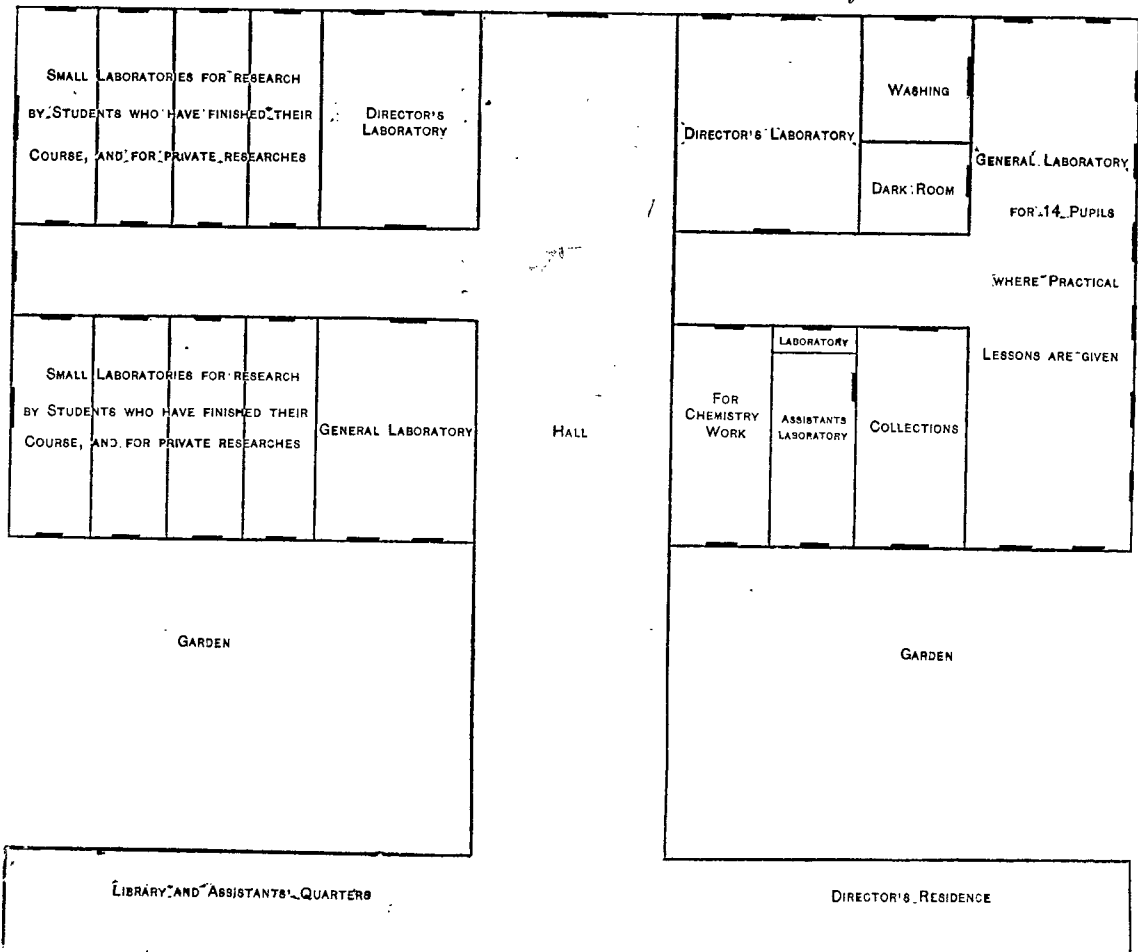 SMALL LABORATORIES FOR RESEARCH
BY STUDENTS WHO HAVE FINISHED THEIR
COURSE, AND FOR PRIVATE RESEARCHES
DIRECTOR'S
LABORATORY
DIRECTOR'S LABORATORY
WASHING
DARK ROOM
GENERAL LABORATORY
FOR 14 PUPILS
WHERE PRACTICAL
LESSONS ARE GIVEN
SMALL LABORATORIES FOR RESEARCH
BY STUDENTS WHO HAVE FINISHED THEIR
COURSE, AND FOR PRIVATE RESEARCHES
GENERAL LABORATORY
HALL
FOR
CHEMISTRY
WORK
LABORATORY
ASSISTANTS
LABORATORY
COLLECTIONS
GARDEN
GARDEN
LIBRARY AND ASSISTANTS' QUARTERS
DIRECTOR'S RESIDENCE